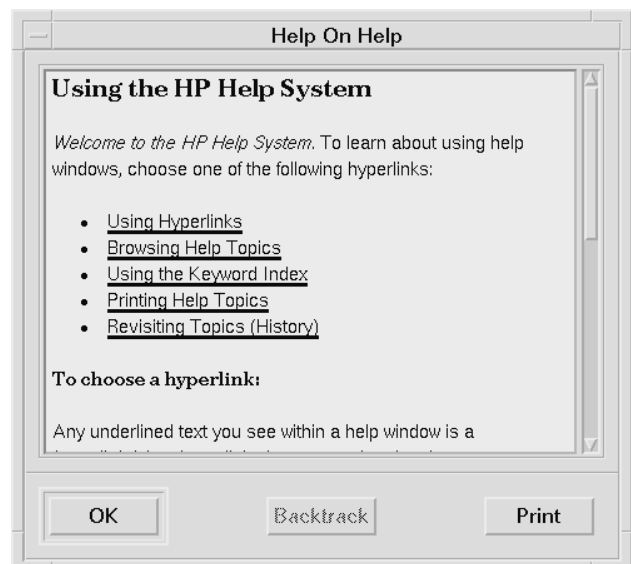 Help On Help
Using the HP Help System
Welcome to the HP Help System. To learn about using help
windows, choose one of the following hyperlinks:
• Using Hyperlinks
• Browsing Help Topics
• Using the Keyword Index
• Printing Help Topics
• Revisiting Topics (History)
To choose a hyperlink:
Any underlined text you see within a help window is a
OK
Backtrack
Print